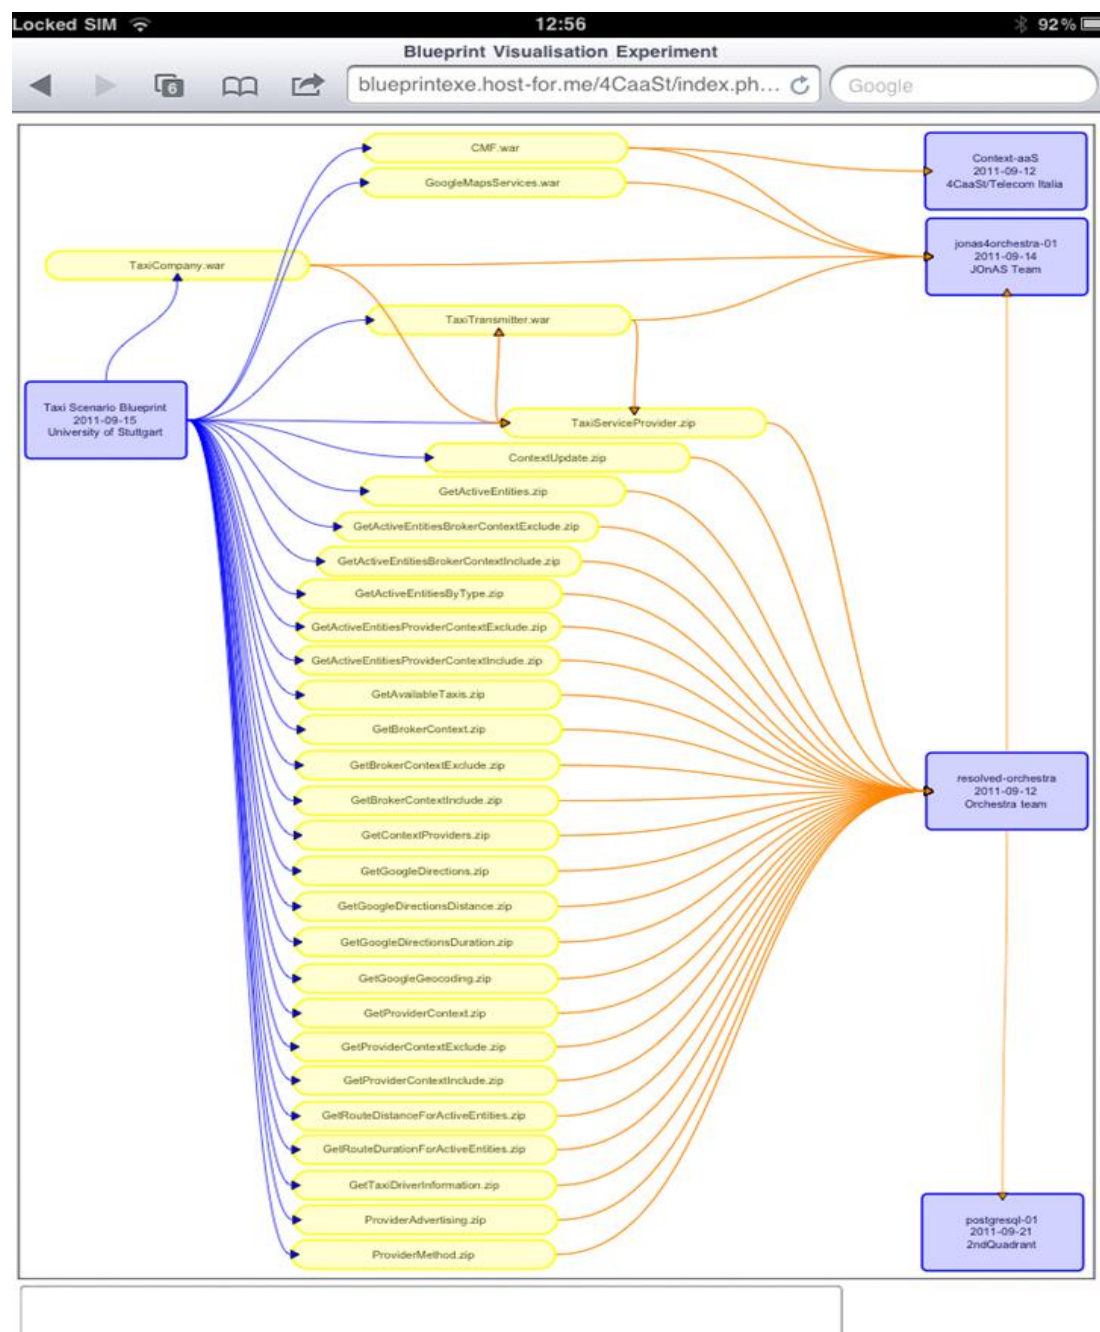 Locked SIM 12:56 92%
Blueprint Visualisation Experiment
6 blueprintexe.host-for.me/4CaaSt/index.ph... Google
CMF.war
GoogleMapsServices.war
Context-aaS
2011-09-12
4CaaSt/Telecom Italia
TaxiCompany.war
jonas4orchestra-01
2011-09-14
JOnAS Team
TaxiTransmitter.war
Taxi Scenario Blueprint
2011-09-15
University of Stuttgart
TaxiServiceProvider.zip
ContextUpdate.zip
GetActiveEntities.zip
GetActiveEntitiesBrokerContextExclude.zip
GetActiveEntitiesBrokerContextInclude.zip
GetActiveEntitiesByType.zip
GetActiveEntitiesProviderContextExclude.zip
GetActiveEntitiesProviderContextInclude.zip
GetAvailableTaxis.zip
GetBrokerContext.zip
GetBrokerContextExclude.zip
GetBrokerContextInclude.zip
resolved-orchestra
2011-09-12
Orchestra team
GetContextProviders.zip
GetGoogleDirections.zip
GetGoogleDirectionsDistance.zip
GetGoogleDirectionsDuration.zip
GetGoogleGeocoding.zip
GetProviderContext.zip
GetProviderContextExclude.zip
GetProviderContextInclude.zip
GetRouteDistanceForActiveEntities.zip
GetRouteDurationForActiveEntities.zip
GetTaxiDriverInformation.zip
ProviderAdvertising.zip
ProviderMethod.zip
postgresql-01
2011-09-21
2ndQuadrant